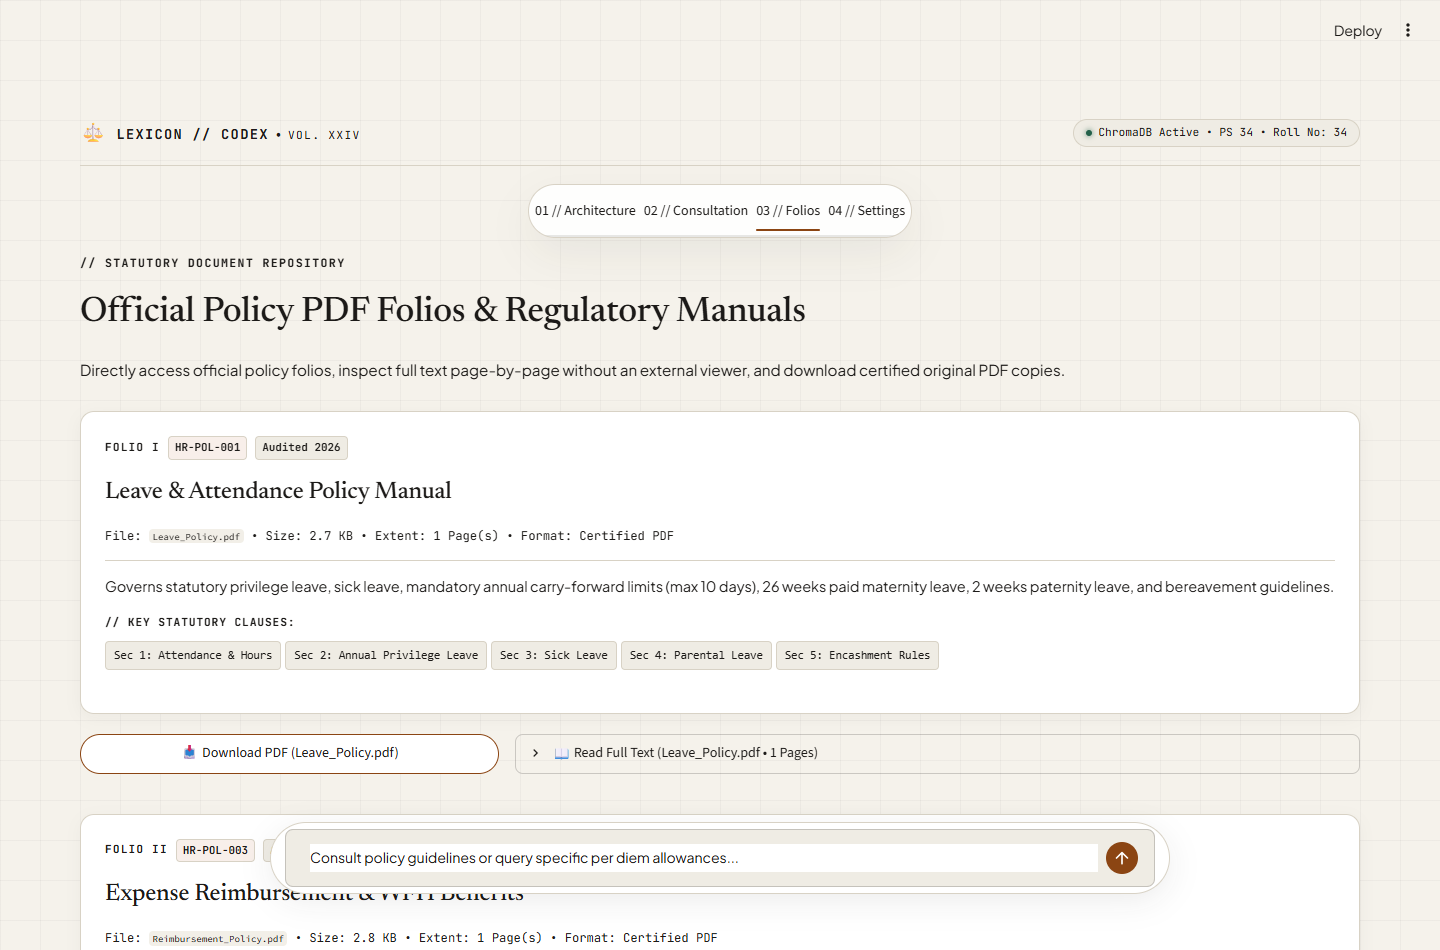 Deploy
LEXICON // CODEX • VOL. XXIV
ChromaDB Active • PS 34 • Roll No: 34
01 // Architecture 02 // Consultation 03 // Folios 04 // Settings
// STATUTORY DOCUMENT REPOSITORY
Official Policy PDF Folios & Regulatory Manuals
Directly access official policy folios, inspect full text page-by-page without an external viewer, and download certified original PDF copies.
FOLIO I HR-POL-001 Audited 2026
Leave & Attendance Policy Manual
File: Leave_Policy.pdf • Size: 2.7 KB • Extent: 1 Page(s) • Format: Certified PDF
Governs statutory privilege leave, sick leave, mandatory annual carry-forward limits (max 10 days), 26 weeks paid maternity leave, 2 weeks paternity leave, and bereavement guidelines.
// KEY STATUTORY CLAUSES:
Sec 1: Attendance & Hours Sec 2: Annual Privilege Leave Sec 3: Sick Leave Sec 4: Parental Leave Sec 5: Encashment Rules
Download PDF (Leave_Policy.pdf)
Read Full Text (Leave_Policy.pdf • 1 Pages)
FOLIO II HR-POL-003
Consult policy guidelines or query specific per diem allowances...
Expense Reimbursement & WFH Benefits
File: Reimbursement_Policy.pdf • Size: 2.8 KB • Extent: 1 Page(s) • Format: Certified PDF